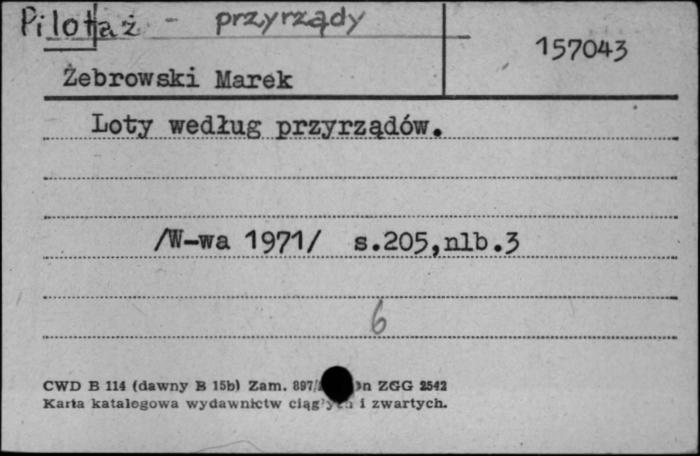 Pilotaż - przyrządy
157043
Żebrowski Marek
Loty według przyrządów.
/W-wa 1971/ s.205,nlb.3
6
CWD B 114 (dawny B 15b) Zam. 897/ ZGG 2542
Karta katalogowa wydawnictw ciągłych i zwartych.